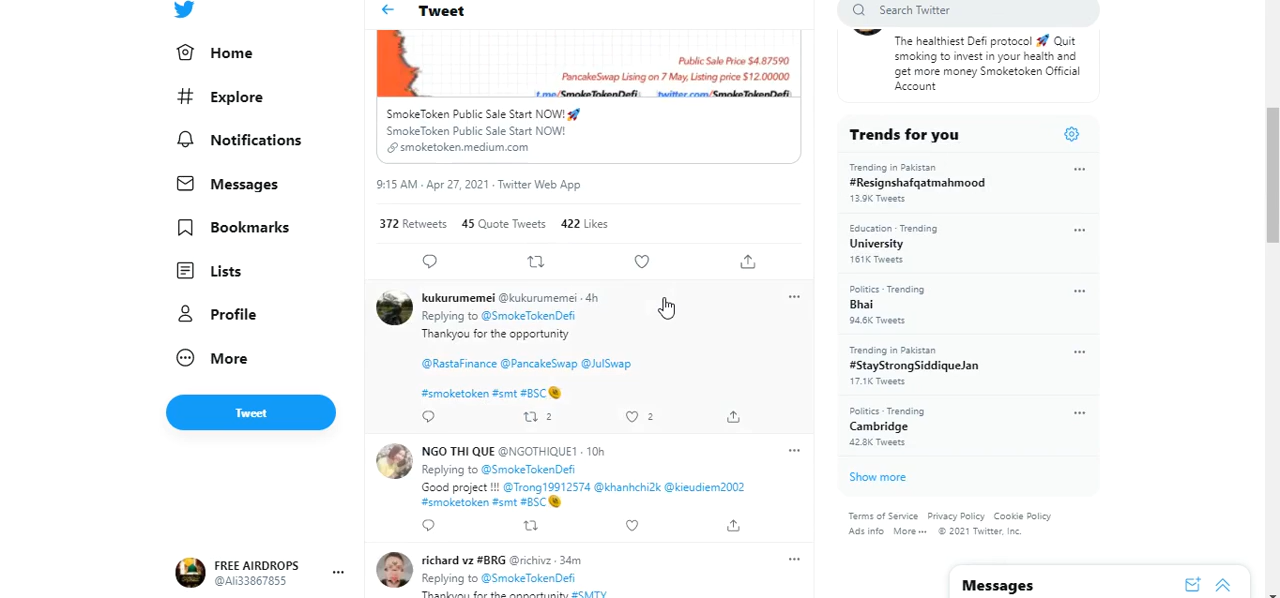 Home
Explore
Notifications
Messages
Bookmarks
Lists
Profile
More
Tweet
FREE AIRDROPS
@Ali33867855
Tweet
Public Sale Price $4.87590
PancakeSwap Lising on 7 May, Listing price $12.00000
t.me/SmokeTokenDefi twitter.com/SmokeTokenDefi
SmokeToken Public Sale Start NOW!🚀
SmokeToken Public Sale Start NOW!
smoketoken.medium.com
9:15 AM · Apr 27, 2021 · Twitter Web App
372 Retweets 45 Quote Tweets 422 Likes
kukurumemei @kukurumemei · 4h
Replying to @SmokeTokenDefi
Thankyou for the opportunity
@RastaFinance @PancakeSwap @JulSwap
#smoketoken #smt #BSC
2 2
NGO THI QUE @NGOTHIQUE1 · 10h
Replying to @SmokeTokenDefi
Good project !!! @Trong19912574 @khanhchi2k @kieudiem2002
#smoketoken #smt #BSC
richard vz #BRG @richivz · 34m
Replying to @SmokeTokenDefi
Thankyou for the opportunity #SMTY
Search Twitter
The healthiest Defi protocol 🚀 Quit
smoking to invest in your health and
get more money Smoketoken Official
Account
Trends for you
Trending in Pakistan
#Resignshafqatmahmood
13.9K Tweets
Education · Trending
University
161K Tweets
Politics · Trending
Bhai
94.6K Tweets
Trending in Pakistan
#StayStrongSiddiqueJan
17.1K Tweets
Politics · Trending
Cambridge
42.8K Tweets
Show more
Terms of Service Privacy Policy Cookie Policy
Ads info More ··· © 2021 Twitter, Inc.
Messages